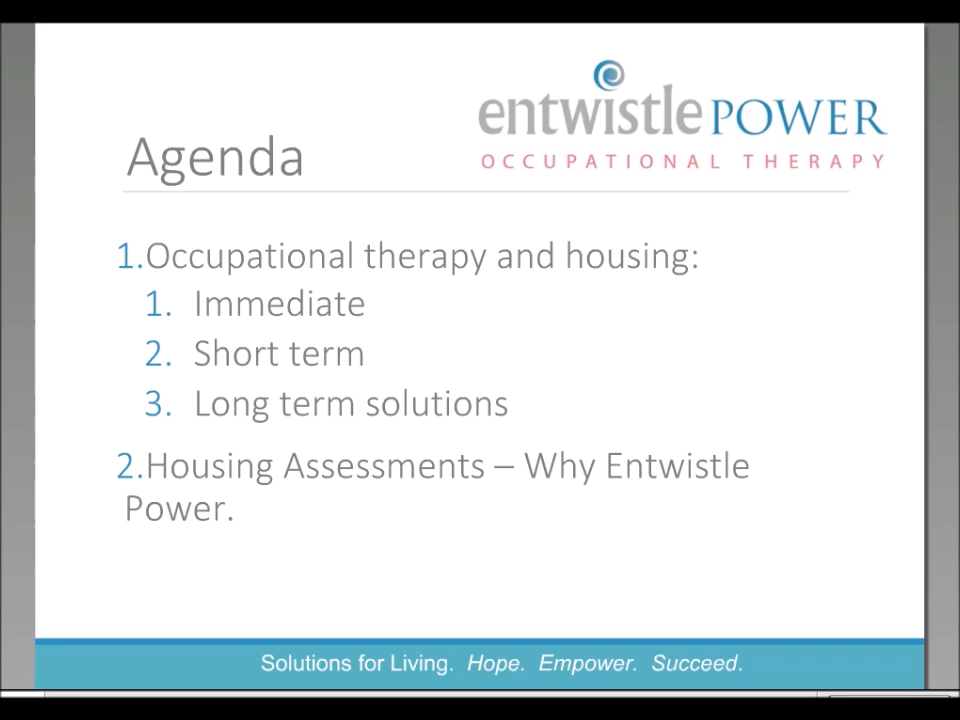 entwistle POWER
OCCUPATIONAL THERAPY
Agenda
1.Occupational therapy and housing:
1. Immediate
2. Short term
3. Long term solutions
2.Housing Assessments – Why Entwistle
Power.
Solutions for Living. Hope. Empower. Succeed.